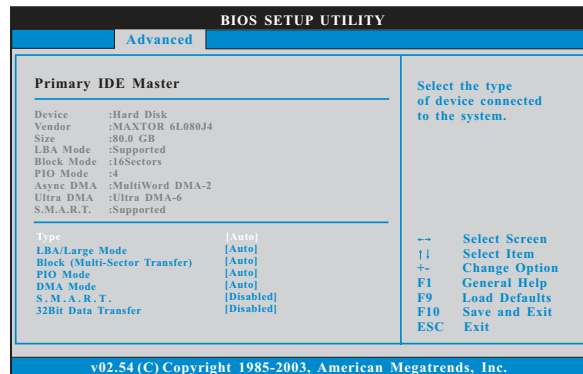 BIOS SETUP UTILITY
Advanced
Primary IDE Master
Device :Hard Disk
Vendor :MAXTOR 6L080J4
Size :80.0 GB
LBA Mode :Supported
Block Mode :16Sectors
PIO Mode :4
Async DMA :MultiWord DMA-2
Ultra DMA :Ultra DMA-6
S.M.A.R.T. :Supported
Type [Auto]
LBA/Large Mode [Auto]
Block (Multi-Sector Transfer) [Auto]
PIO Mode [Auto]
DMA Mode [Auto]
S.M.A.R.T. [Disabled]
32Bit Data Transfer [Disabled]
Select the type
of device connected
to the system.
←→ Select Screen
↑↓ Select Item
+- Change Option
F1 General Help
F9 Load Defaults
F10 Save and Exit
ESC Exit
v02.54 (C) Copyright 1985-2003, American Megatrends, Inc.